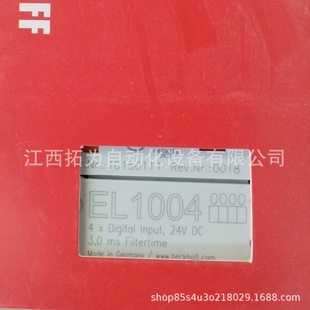 FF
Rev.Nr.:0018
江西拓为自动化设备有限公司
EL1004
4 x Digital Input, 24V DC
3,0 ms Filtertime
Made in Germany / www.beckhoff.com
shop85s4u3o218029.1688.com